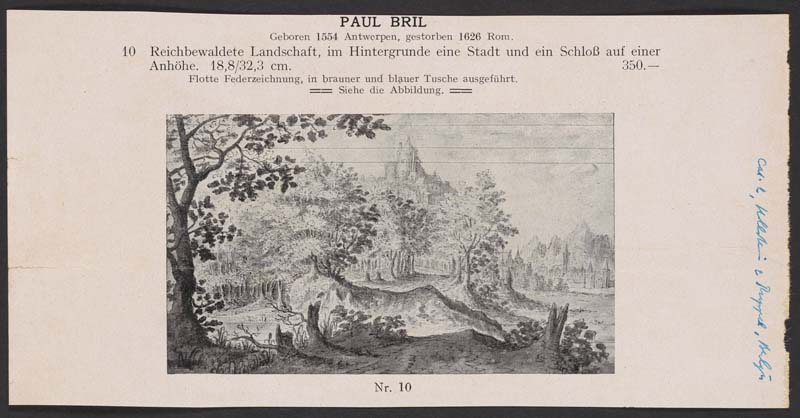 PAUL BRIL
Geboren 1554 Antwerpen, gestorben 1626 Rom.
10 Reichbewaldete Landschaft, im Hintergrunde eine Stadt und ein Schloß auf einer
Anhöhe. 18,8/32,3 cm. 350.—
Flotte Federzeichnung, in brauner und blauer Tusche ausgeführt.
Siehe die Abbildung.
Nr. 10